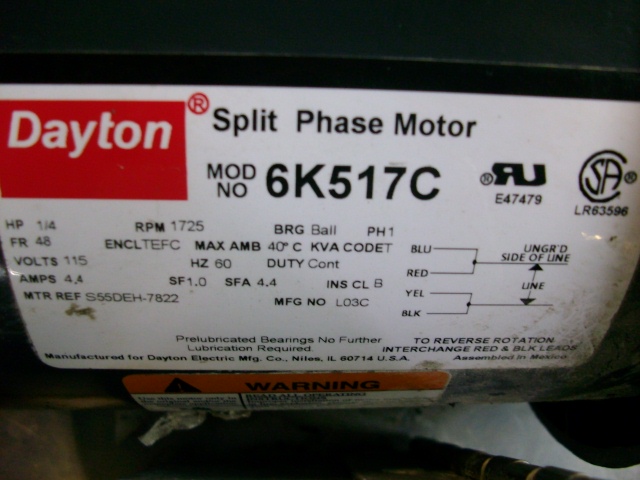 Dayton ® Split Phase Motor
MOD NO 6K517C
E47479
LR63596
HP 1/4 RPM 1725 BRG Ball PH1
FR 48 ENCLTEFC MAX AMB 40°C KVA CODET
VOLTS 115 HZ 60 DUTY Cont
AMPS 4.4 SF1.0 SFA 4.4 INS CL B
MTR REF S55DEH-7822 MFG NO L03C
BLU UNGR'D
SIDE OF LINE
RED
YEL LINE
BLK
Prelubricated Bearings No Further
Lubrication Required.
TO REVERSE ROTATION
INTERCHANGE RED & BLK LEADS
Manufactured for Dayton Electric Mfg. Co., Niles, IL 60714 U.S.A. Assembled in Mexico
WARNING